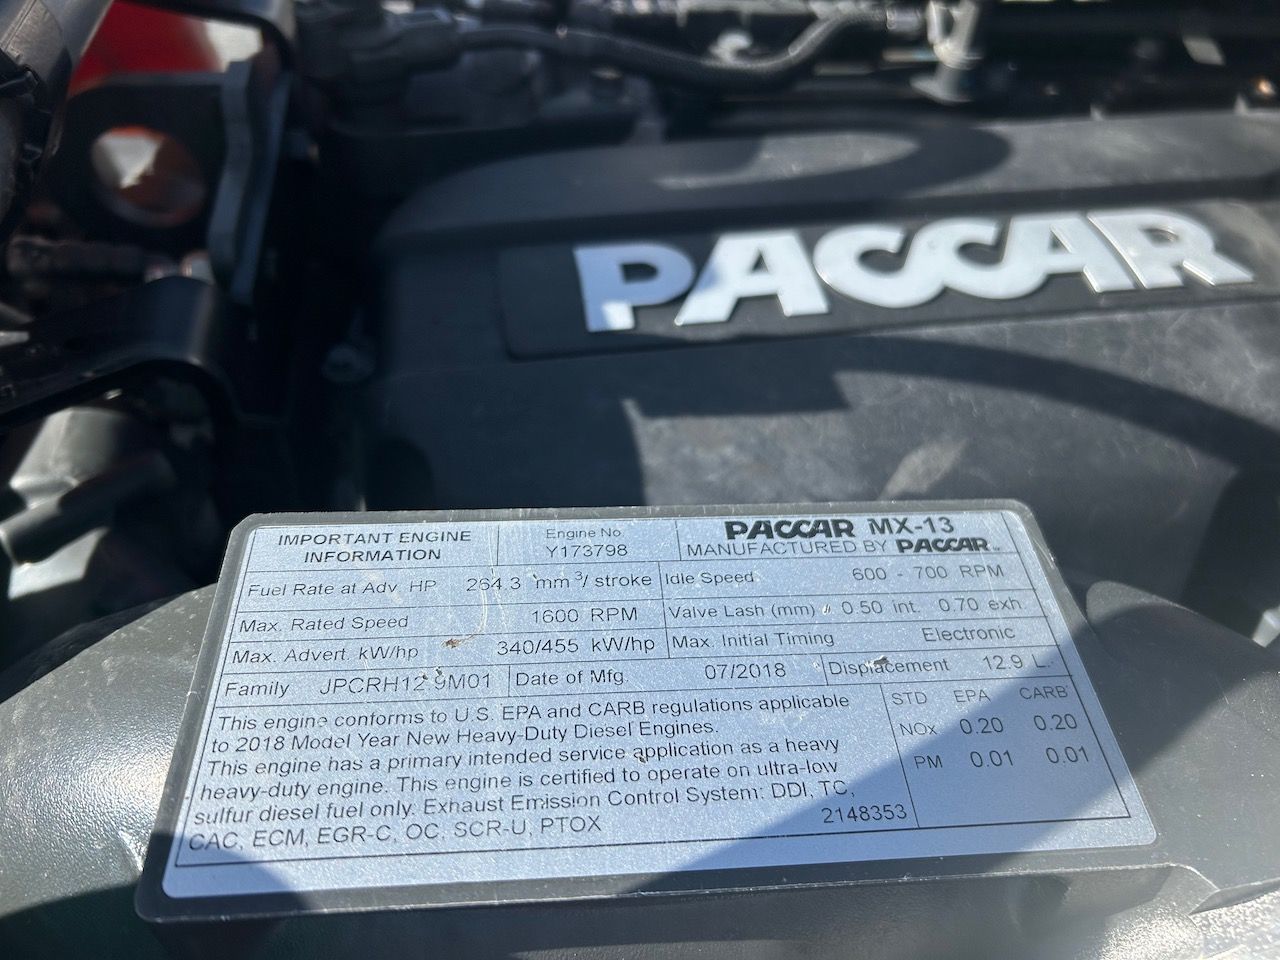 PACCAR
IMPORTANT ENGINE
INFORMATION
Engine No
Y173798
PACCAR MX-13
MANUFACTURED BY PACCAR
Fuel Rate at Adv HP 264.3 mm³/ stroke
Idle Speed 600 - 700 RPM
Max. Rated Speed 1600 RPM
Valve Lash (mm) 0.50 int. 0.70 exh.
Max. Advert. kW/hp 340/455 kW/hp
Max. Initial Timing Electronic
Family JPCRH12.9M01
Date of Mfg. 07/2018
Displacement 12.9 L.
This engine conforms to U.S. EPA and CARB regulations applicable
to 2018 Model Year New Heavy-Duty Diesel Engines.
This engine has a primary intended service application as a heavy
heavy-duty engine. This engine is certified to operate on ultra-low
sulfur diesel fuel only. Exhaust Emission Control System: DDI, TC,
CAC, ECM, EGR-C, OC, SCR-U, PTOX
2148353
STD EPA CARB
NOx 0.20 0.20
PM 0.01 0.01